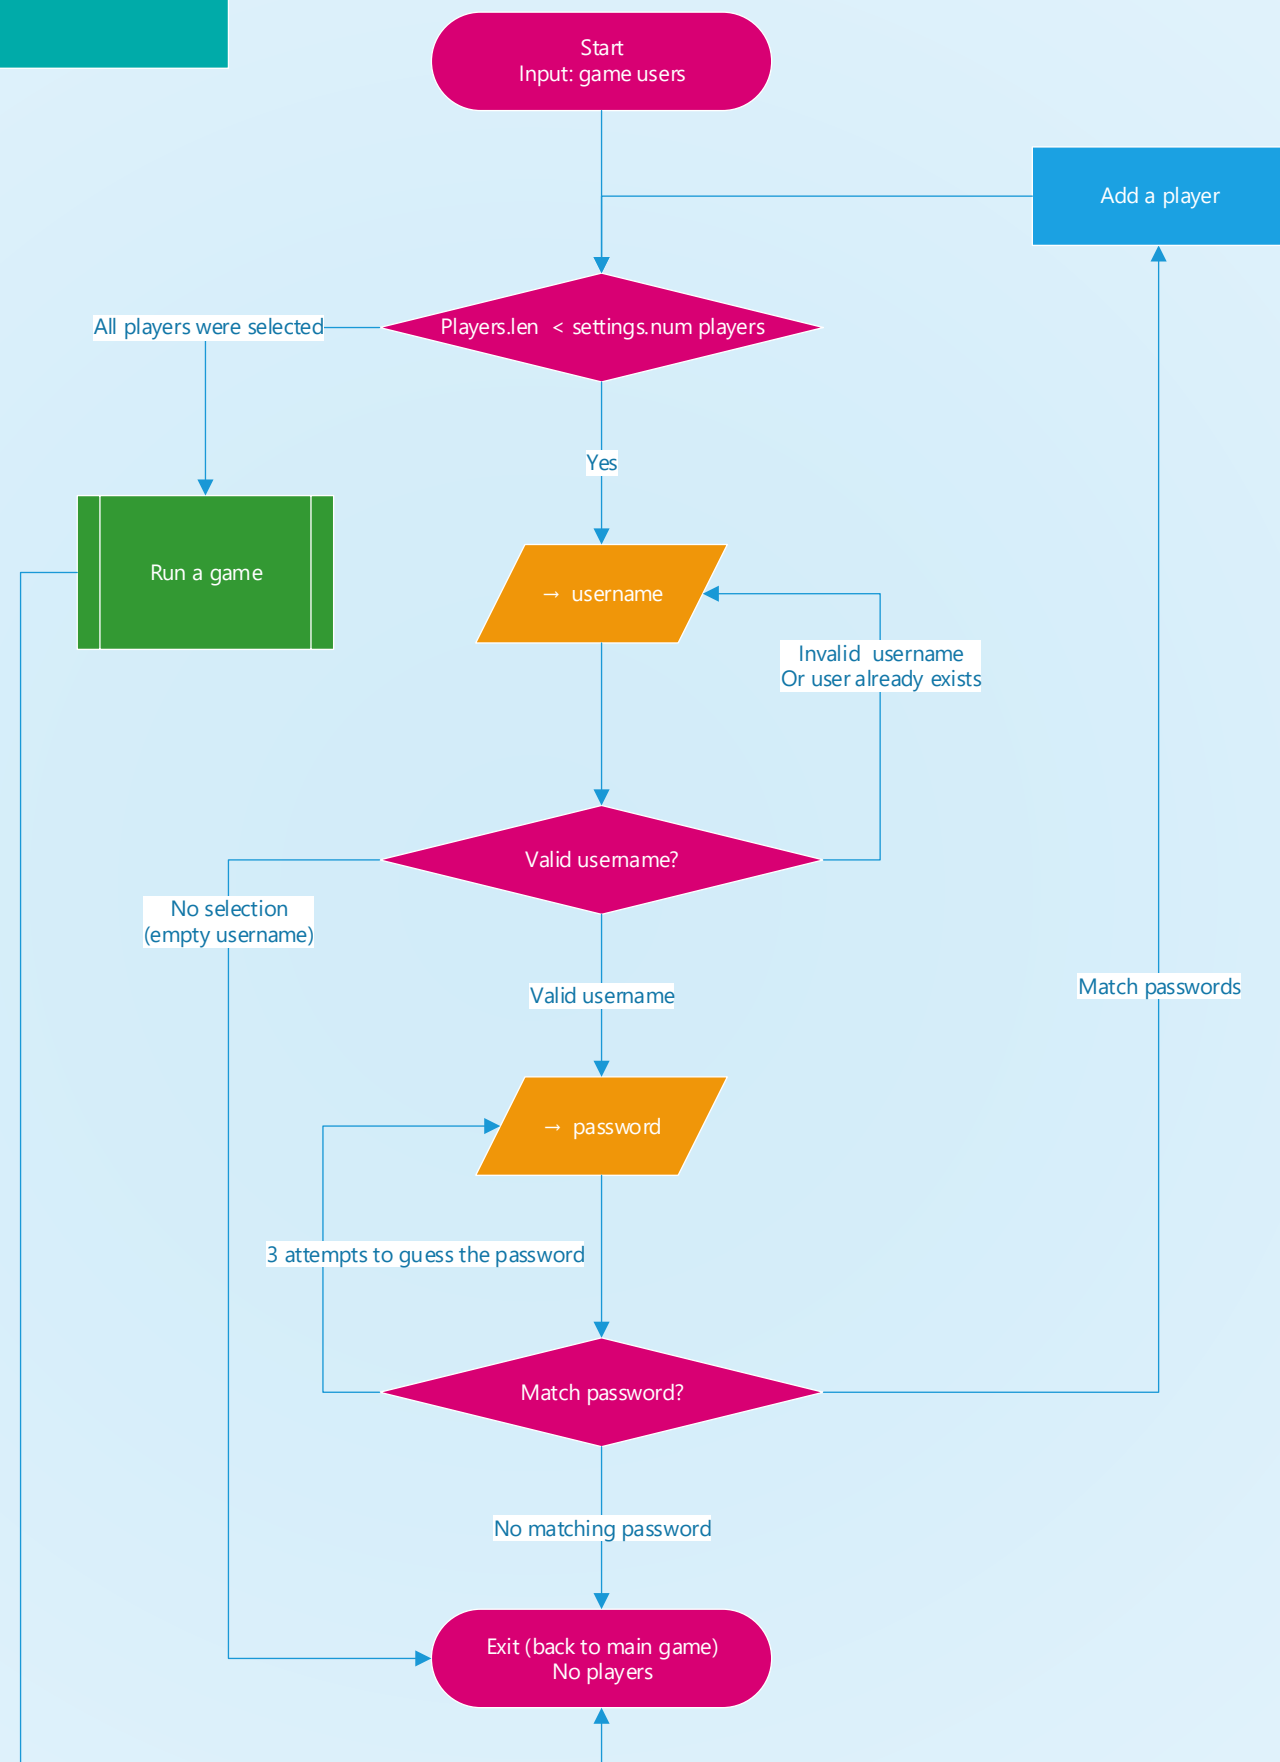 Start
Input: game users
Add a player
All players were selected
Players.len < settings.num players
Yes
Run a game
→ username
Invalid username
Or user already exists
Valid username?
No selection
(empty username)
Valid username
Match passwords
→ password
3 attempts to guess the password
Match password?
No matching password
Exit (back to main game)
No players